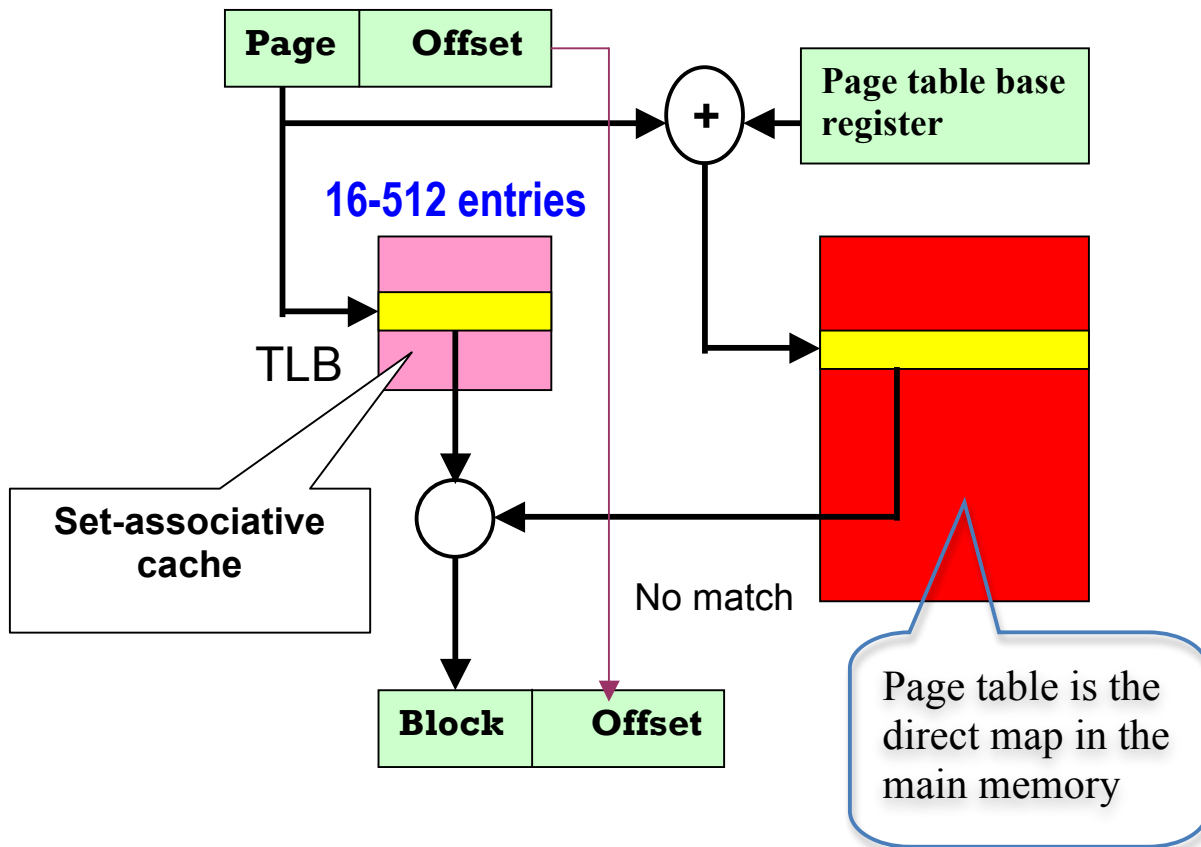 Page Offset
Page table base
register
+
16-512 entries
TLB
Set-associative
cache
No match
Block Offset
Page table is the
direct map in the
main memory